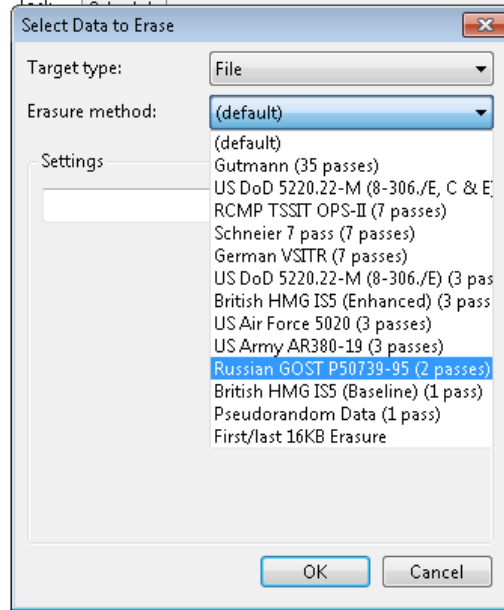 Select Data to Erase
Target type:
File
Erasure method:
(default)
(default)
Gutmann (35 passes)
US DoD 5220.22-M (8-306./E, C & E)
RCMP TSSIT OPS-II (7 passes)
Schneier 7 pass (7 passes)
German VSITR (7 passes)
US DoD 5220.22-M (8-306./E) (3 pas
British HMG IS5 (Enhanced) (3 pass
US Air Force 5020 (3 passes)
US Army AR380-19 (3 passes)
Russian GOST P50739-95 (2 passes)
British HMG IS5 (Baseline) (1 pass)
Pseudorandom Data (1 pass)
First/last 16KB Erasure
Settings
OK
Cancel